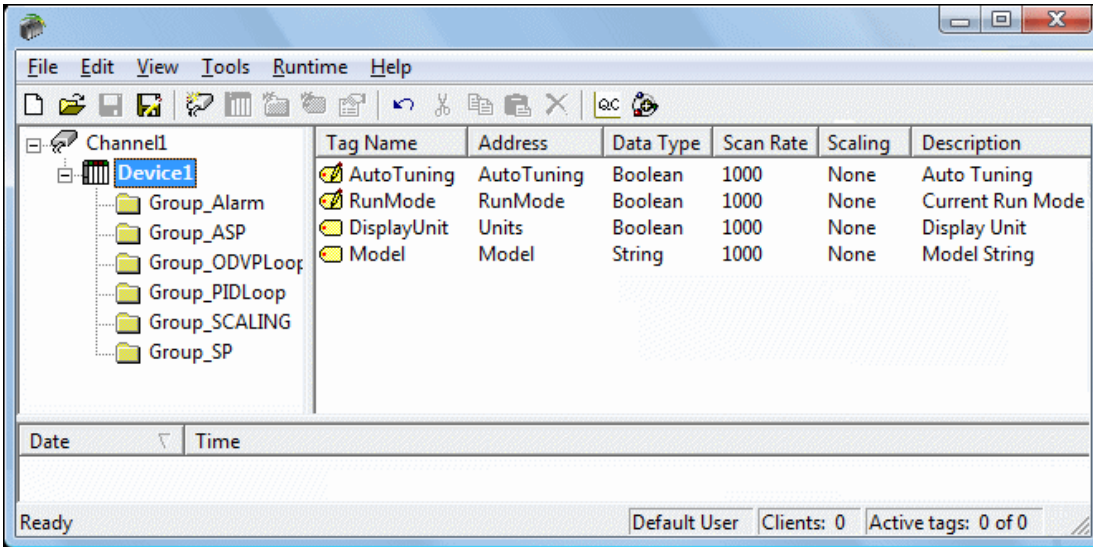 File Edit View Tools Runtime Help
QC
Channel1
Device1
Group_Alarm
Group_ASP
Group_ODVPLoop
Group_PIDLoop
Group_SCALING
Group_SP
Tag Name Address Data Type Scan Rate Scaling Description
AutoTuning AutoTuning Boolean 1000 None Auto Tuning
RunMode RunMode Boolean 1000 None Current Run Mode
DisplayUnit Units Boolean 1000 None Display Unit
Model Model String 1000 None Model String
Date Time
Ready Default User Clients: 0 Active tags: 0 of 0